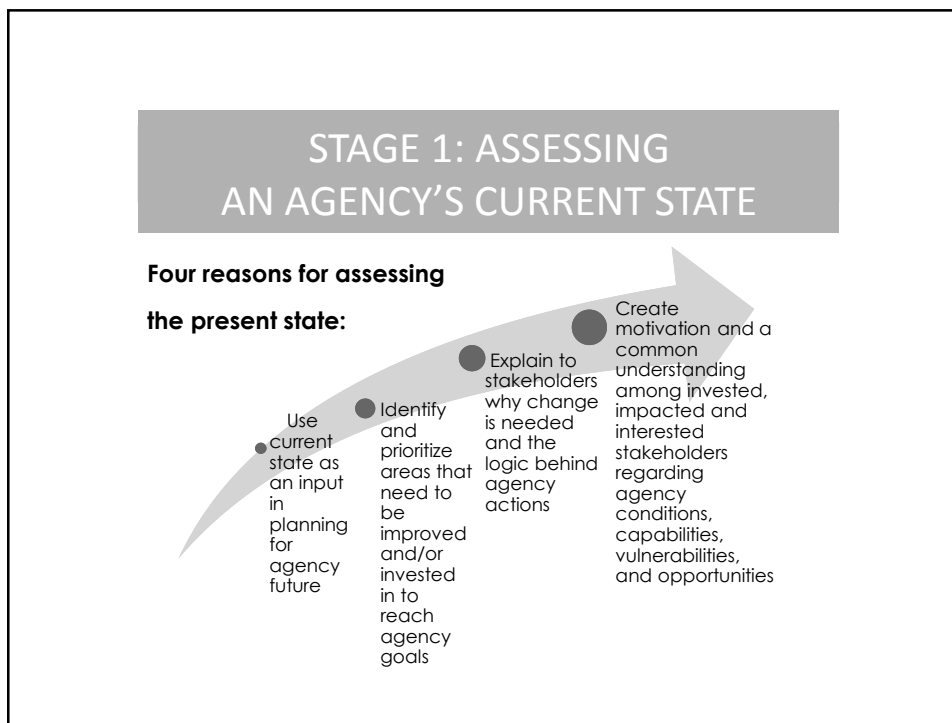 STAGE 1: ASSESSING
AN AGENCY’S CURRENT STATE
Four reasons for assessing
the present state:
Use
current
state as
an input
in
planning
for
agency
future
Identify
and
prioritize
areas that
need to
be
improved
and/or
invested
in to
reach
agency
goals
Explain to
stakeholders
why change
is needed
and the
logic behind
agency
actions
Create
motivation and a
common
understanding
among invested,
impacted and
interested
stakeholders
regarding
agency
conditions,
capabilities,
vulnerabilities,
and opportunities